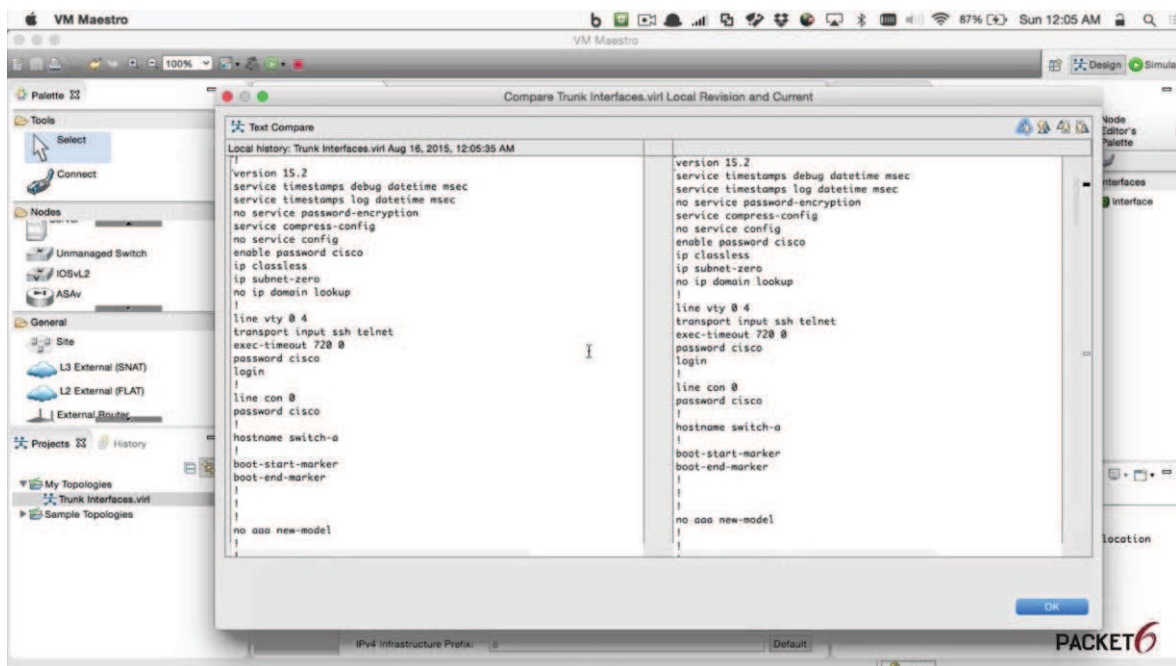 VM Maestro
87%
Sun 12:05 AM
VM Maestro
100%
Design
Simula
Palette
Tools
Select
Connect
Nodes
Unmanaged Switch
IOSvL2
ASAv
General
Site
L3 External (SNAT)
L2 External (FLAT)
External Router
Projects
History
My Topologies
Trunk Interfaces.virl
Sample Topologies
Compare Trunk Interfaces.virl Local Revision and Current
Text Compare
Local history: Trunk Interfaces.virl Aug 16, 2015, 12:05:35 AM
!
version 15.2
service timestamps debug datetime msec
service timestamps log datetime msec
no service password-encryption
service compress-config
no service config
enable password cisco
ip classless
ip subnet-zero
no ip domain lookup
!
line vty 0 4
transport input ssh telnet
exec-timeout 720 0
password cisco
login
!
line con 0
password cisco
!
hostname switch-a
!
boot-start-marker
boot-end-marker
!
!
!
no aaa new-model
!
!
version 15.2
service timestamps debug datetime msec
service timestamps log datetime msec
no service password-encryption
service compress-config
no service config
enable password cisco
ip classless
ip subnet-zero
no ip domain lookup
!
line vty 0 4
transport input ssh telnet
exec-timeout 720 0
password cisco
login
!
line con 0
password cisco
!
hostname switch-a
!
boot-start-marker
boot-end-marker
!
!
!
no aaa new-model
!
!
OK
Node
Editor's
Palette
nterfaces
Interface
location
IPv4 Infrastructure Prefix:
Default
PACKET6